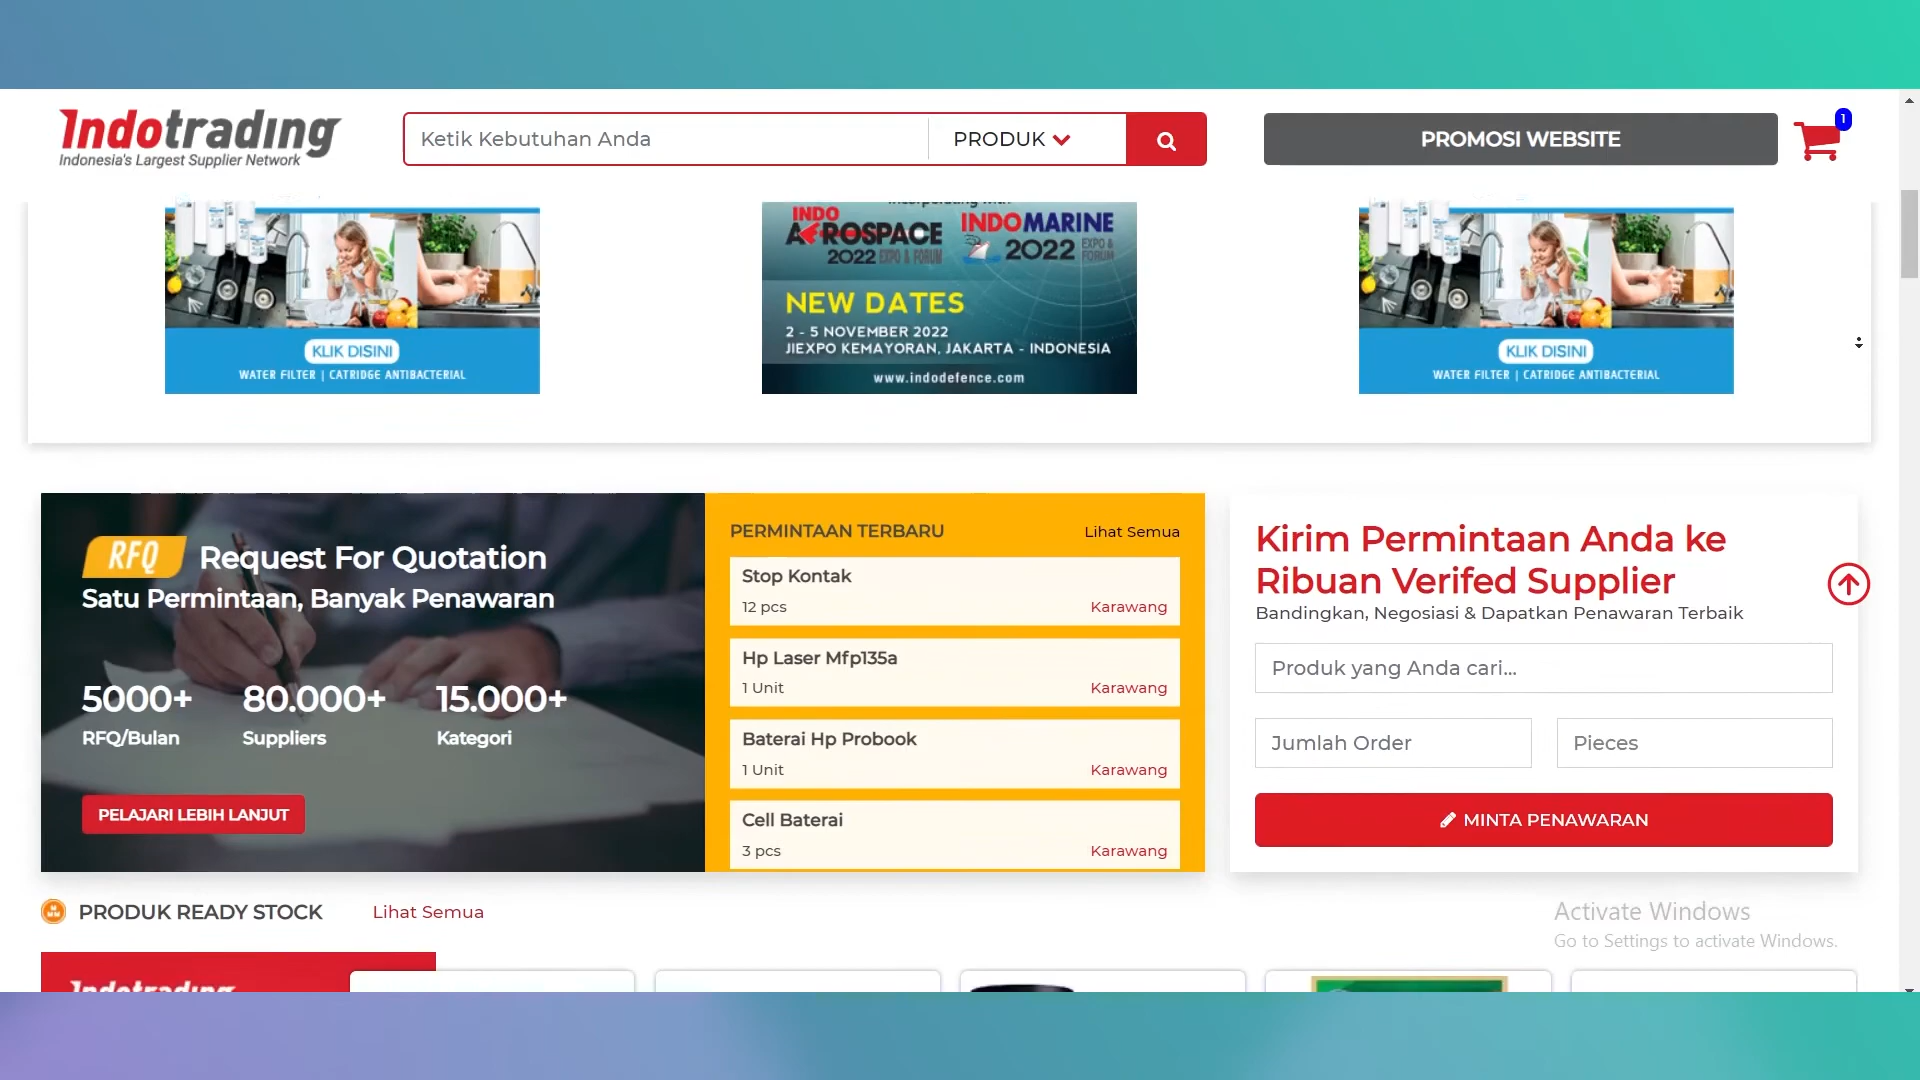 Indotrading
Indonesia's Largest Supplier Network
Ketik Kebutuhan Anda
PRODUK
PROMOSI WEBSITE
1
KLIK DISINI
WATER FILTER | CATRIDGE ANTIBACTERIAL
incorporating with
INDO
AEROSPACE
2022 EXPO & FORUM
INDOMARINE
2022 EXPO &
FORUM
NEW DATES
2 - 5 NOVEMBER 2022
JIEXPO KEMAYORAN, JAKARTA - INDONESIA
www.indodefence.com
KLIK DISINI
WATER FILTER | CATRIDGE ANTIBACTERIAL
RFQ Request For Quotation
Satu Permintaan, Banyak Penawaran
5000+ 80.000+ 15.000+
RFQ/Bulan Suppliers Kategori
PELAJARI LEBIH LANJUT
PERMINTAAN TERBARU Lihat Semua
Stop Kontak
12 pcs Karawang
Hp Laser Mfp135a
1 Unit Karawang
Baterai Hp Probook
1 Unit Karawang
Cell Baterai
3 pcs Karawang
Kirim Permintaan Anda ke
Ribuan Verifed Supplier
Bandingkan, Negosiasi & Dapatkan Penawaran Terbaik
Produk yang Anda cari...
Jumlah Order Pieces
MINTA PENAWARAN
PRODUK READY STOCK Lihat Semua
Activate Windows
Go to Settings to activate Windows.
Indotrading